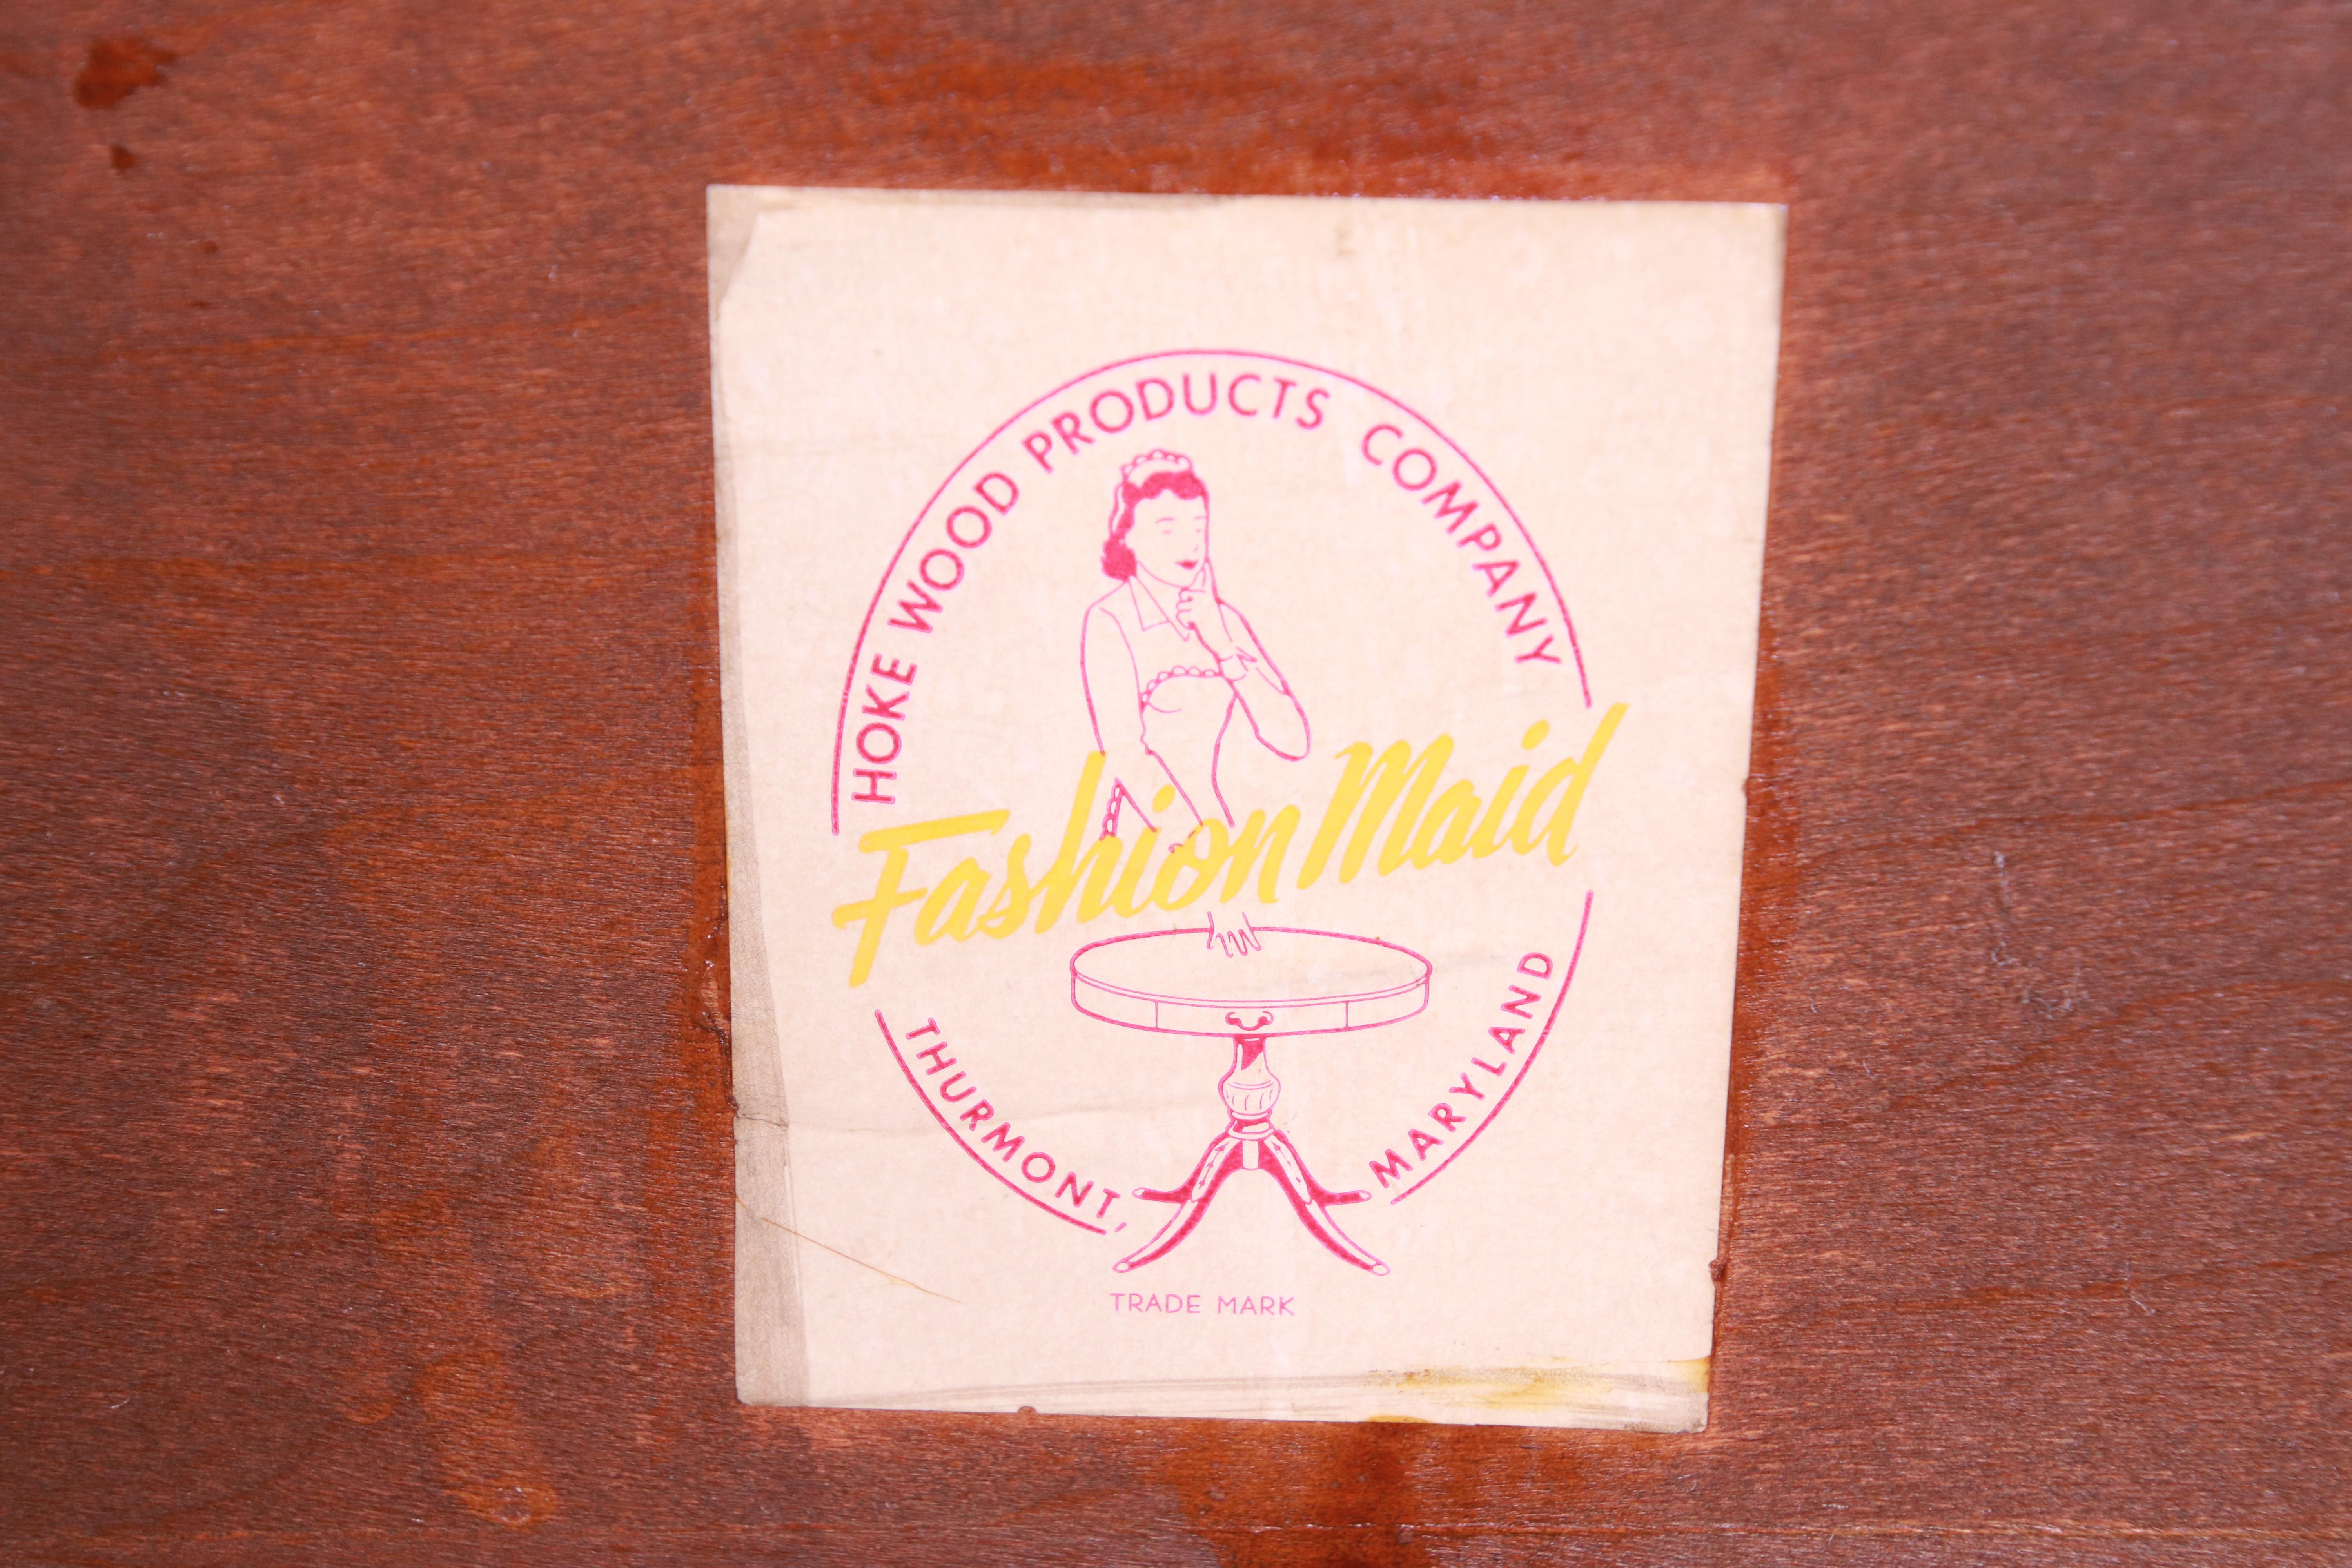 HOKE WOOD PRODUCTS COMPANY
Fashion Maid
THURMONT, MARYLAND
TRADE MARK